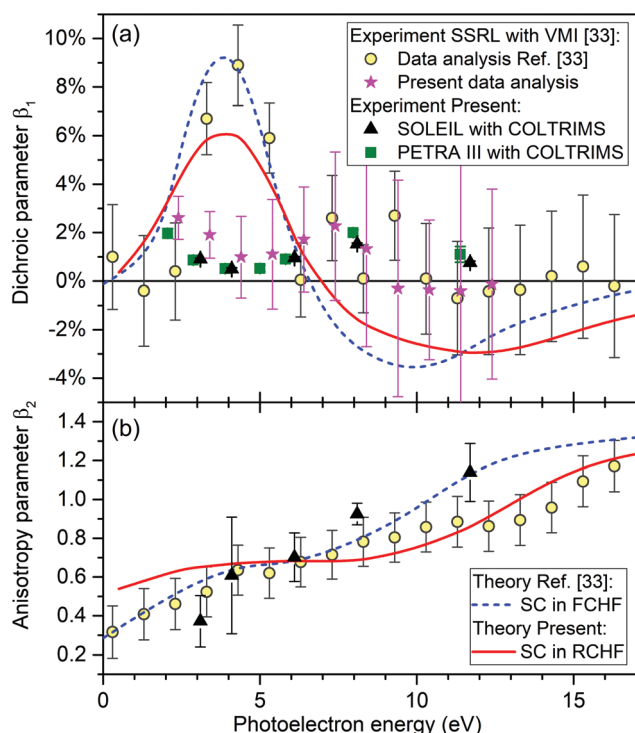 (a)
Experiment SSRL with VMI [33]:
Data analysis Ref. [33]
Present data analysis
Experiment Present:
SOLEIL with COLTRIMS
PETRA III with COLTRIMS
Dichroic parameter β1
10%
8%
6%
4%
2%
0%
-2%
-4%
(b)
Anisotropy parameter β2
1.4
1.2
1.0
0.8
0.6
0.4
0.2
Theory Ref. [33]:
SC in FCHF
Theory Present:
SC in RCHF
0 5 10 15
Photoelectron energy (eV)